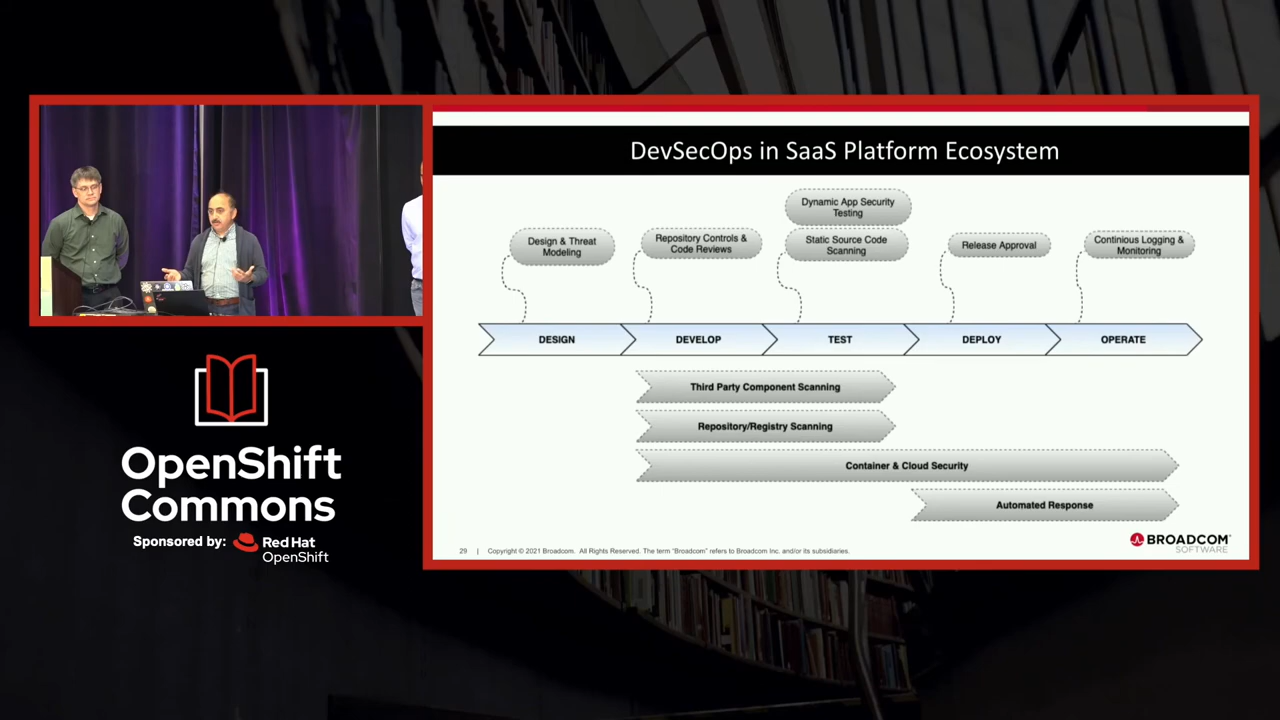 DevSecOps in SaaS Platform Ecosystem
Dynamic App Security
Testing
Design & Threat
Modeling
Repository Controls &
Code Reviews
Static Source Code
Scanning
Release Approval
Continious Logging &
Monitoring
DESIGN
DEVELOP
TEST
DEPLOY
OPERATE
Third Party Component Scanning
Repository/Registry Scanning
Container & Cloud Security
Automated Response
29 | Copyright © 2021 Broadcom. All Rights Reserved. The term “Broadcom” refers to Broadcom Inc. and/or its subsidiaries.
BROADCOM
SOFTWARE
OpenShift
Commons
Sponsored by:
Red Hat
OpenShift